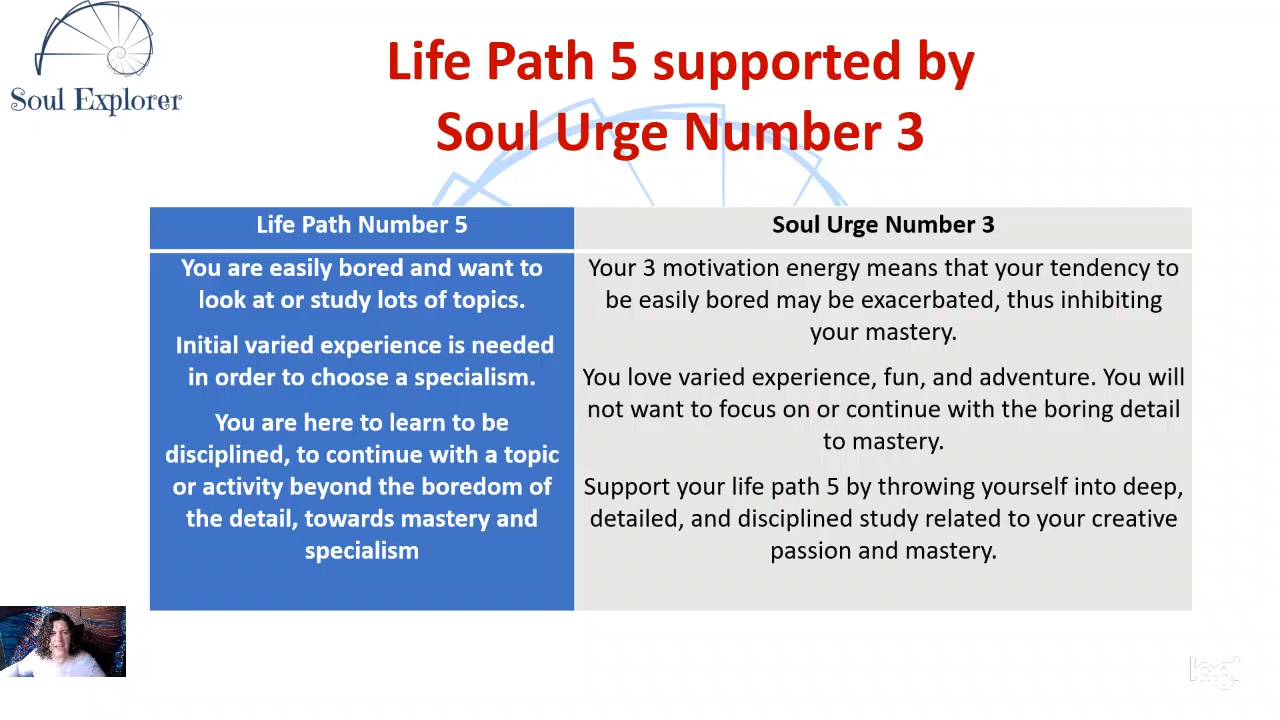 Soul Explorer
Life Path 5 supported by
Soul Urge Number 3
Life Path Number 5
Soul Urge Number 3
You are easily bored and want to
look at or study lots of topics.
Initial varied experience is needed
in order to choose a specialism.
You are here to learn to be
disciplined, to continue with a topic
or activity beyond the boredom of
the detail, towards mastery and
specialism
Your 3 motivation energy means that your tendency to
be easily bored may be exacerbated, thus inhibiting
your mastery.
You love varied experience, fun, and adventure. You will
not want to focus on or continue with the boring detail
to mastery.
Support your life path 5 by throwing yourself into deep,
detailed, and disciplined study related to your creative
passion and mastery.